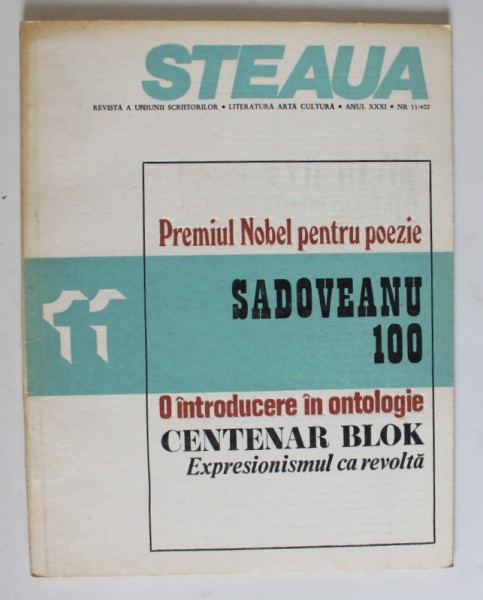 STEAUA
REVISTĂ A UNIUNII SCRIITORILOR • LITERATURĂ ARTĂ CULTURĂ • ANUL XXXI • NR 11/402
Premiul Nobel pentru poezie
11
SADOVEANU
100
O introducere în ontologie
CENTENAR BLOK
Expresionismul ca revoltă